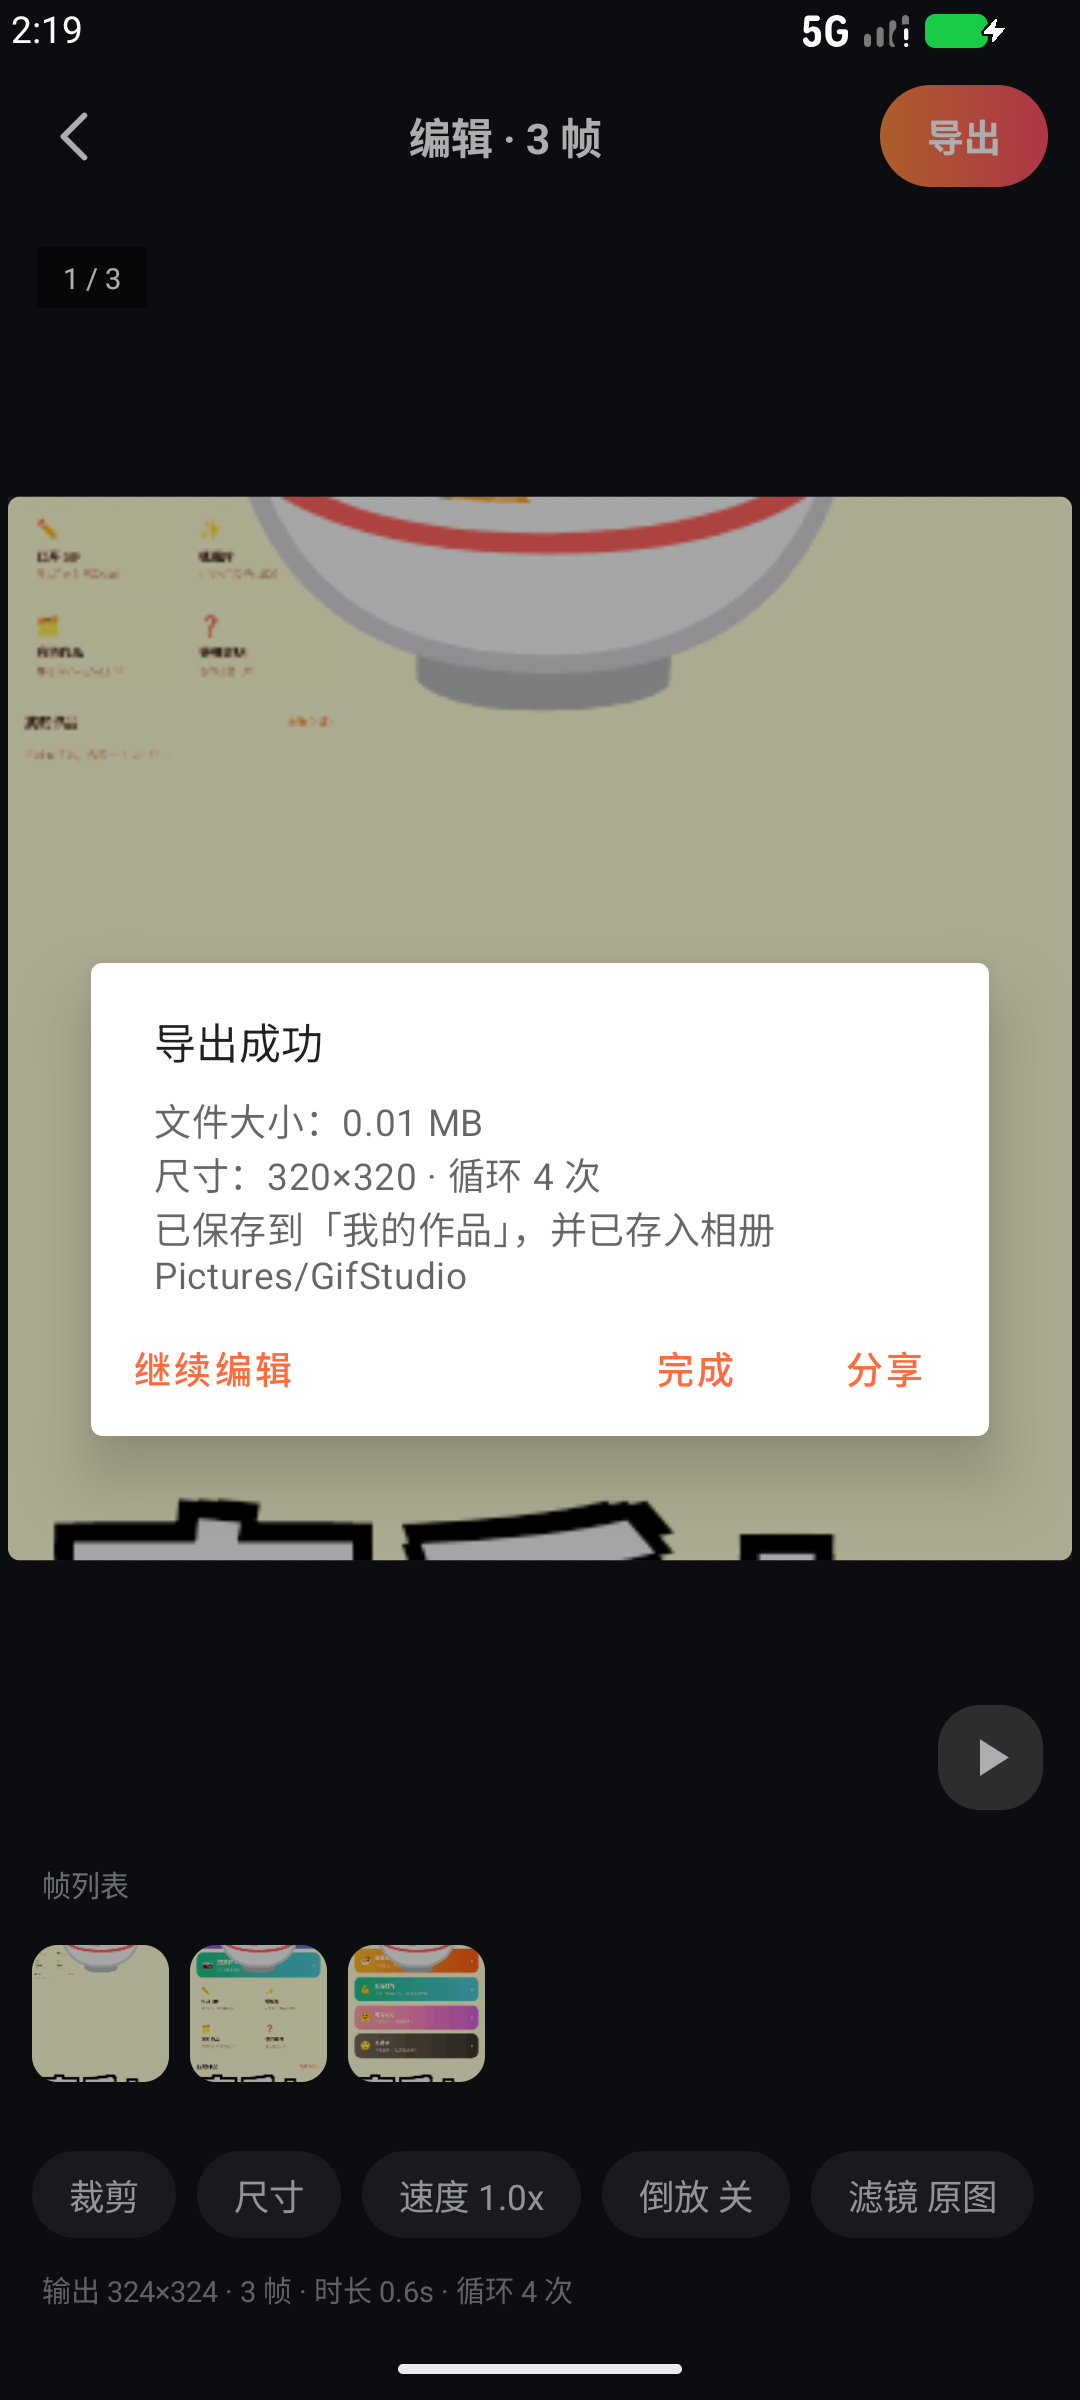 2:19
5G
编辑 · 3 帧
导出
1 / 3
导出成功
文件大小：0.01 MB
尺寸：320×320 · 循环 4 次
已保存到「我的作品」，并已存入相册
Pictures/GifStudio
继续编辑
完成
分享
帧列表
裁剪
尺寸
速度 1.0x
倒放 关
滤镜 原图
输出 324×324 · 3 帧 · 时长 0.6s · 循环 4 次